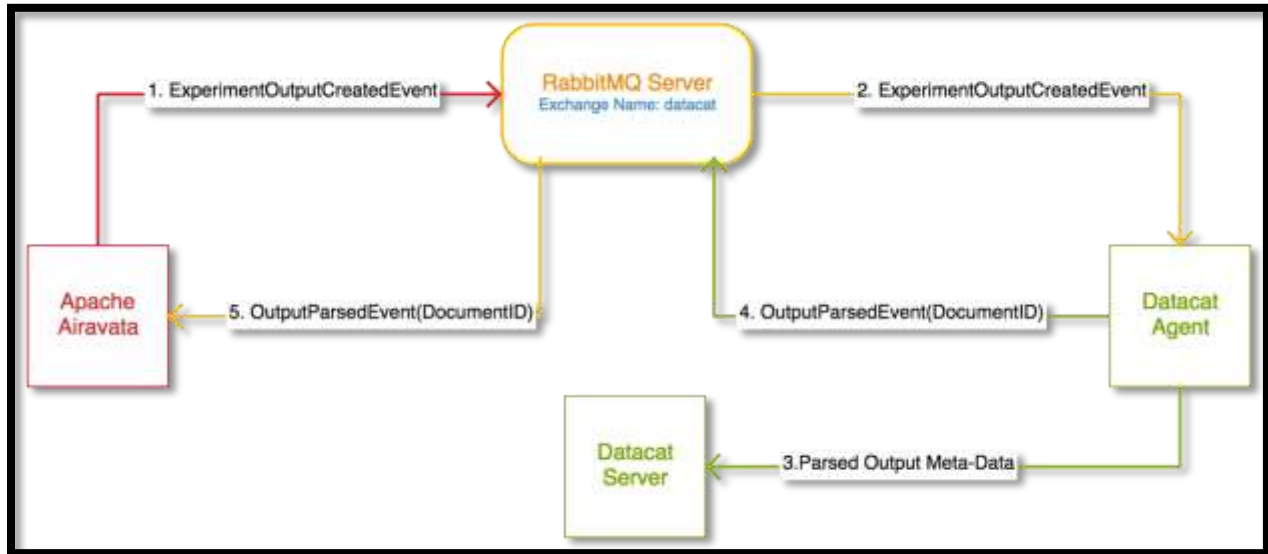 RabbitMQ Server
Exchange Name: datacat
1. ExperimentOutputCreatedEvent
2. ExperimentOutputCreatedEvent
Apache
Airavata
5. OutputParsedEvent(DocumentID)
4. OutputParsedEvent(DocumentID)
Datacat
Agent
Datacat
Server
3.Parsed Output Meta-Data